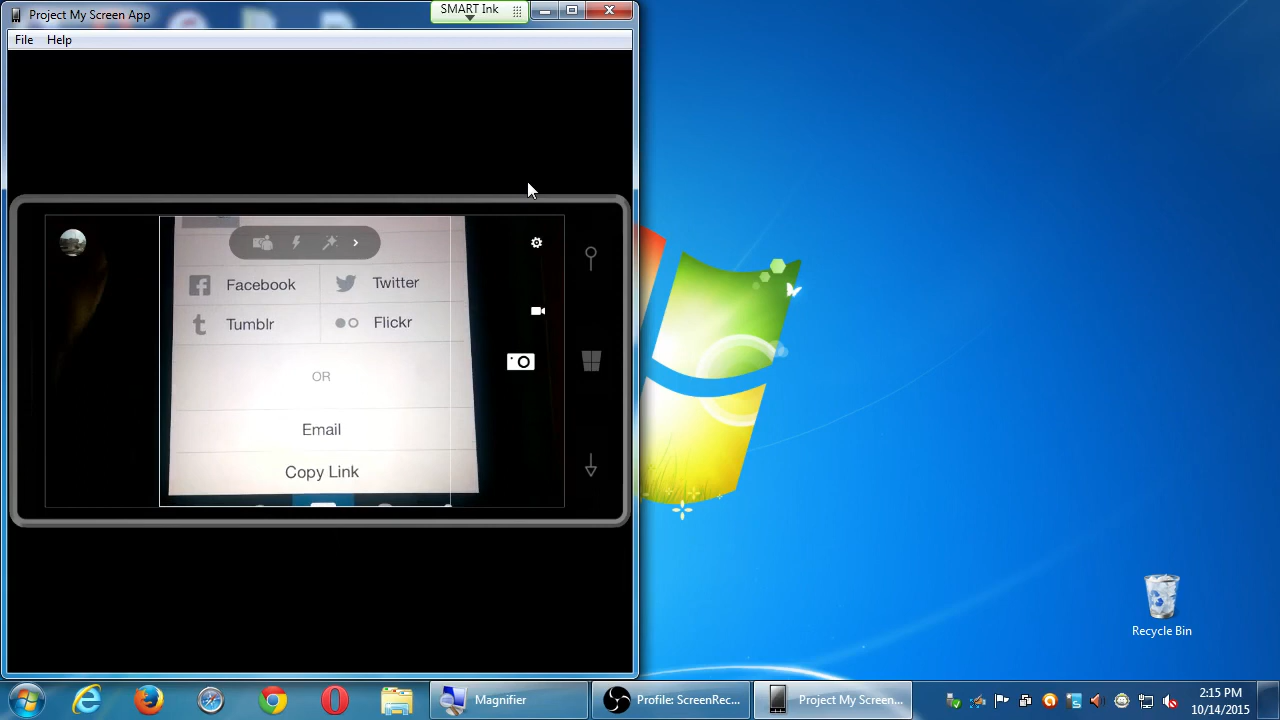 Project My Screen App
SMART Ink
File Help
Facebook
Twitter
Tumblr
Flickr
OR
Email
Copy Link
Recycle Bin
Magnifier
Profile: ScreenRec...
Project My Screen...
2:15 PM
10/14/2015